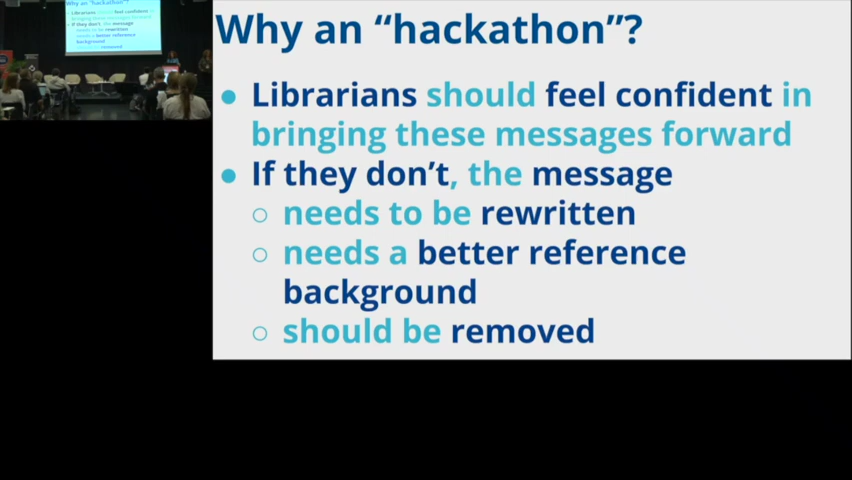 Why an “hackathon”?
● Librarians should feel confident in
bringing these messages forward
● If they don’t, the message
○ needs to be rewritten
○ needs a better reference
background
○ should be removed